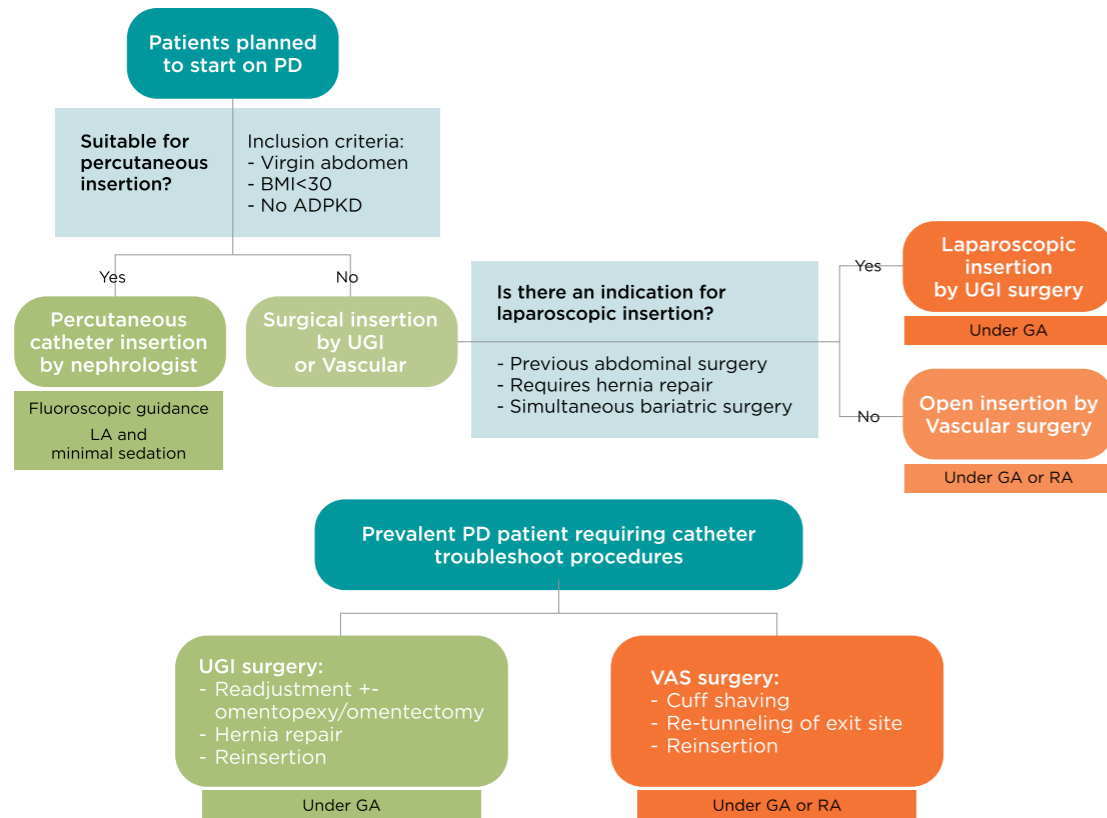 Patients planned
to start on PD
Suitable for
percutaneous
insertion?
Inclusion criteria:
- Virgin abdomen
- BMI<30
- No ADPKD
Yes
No
Percutaneous
catheter insertion
by nephrologist
Fluoroscopic guidance
LA and
minimal sedation
Surgical insertion
by UGI
or Vascular
Is there an indication for
laparoscopic insertion?
- Previous abdominal surgery
- Requires hernia repair
- Simultaneous bariatric surgery
Yes
Laparoscopic
insertion
by UGI surgery
Under GA
No
Open insertion by
Vascular surgery
Under GA or RA
Prevalent PD patient requiring catheter
troubleshoot procedures
UGI surgery:
- Readjustment +-
omentopexy/omentectomy
- Hernia repair
- Reinsertion
Under GA
VAS surgery:
- Cuff shaving
- Re-tunneling of exit site
- Reinsertion
Under GA or RA